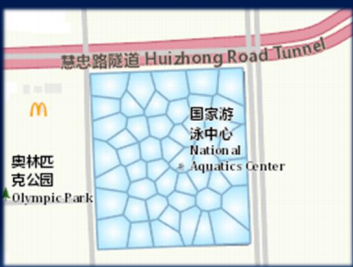 慧忠路隧道 Huizhong Road Tunnel
国家游
泳中心
National
Aquatics Center
奥林匹
克公园
Olympic Park